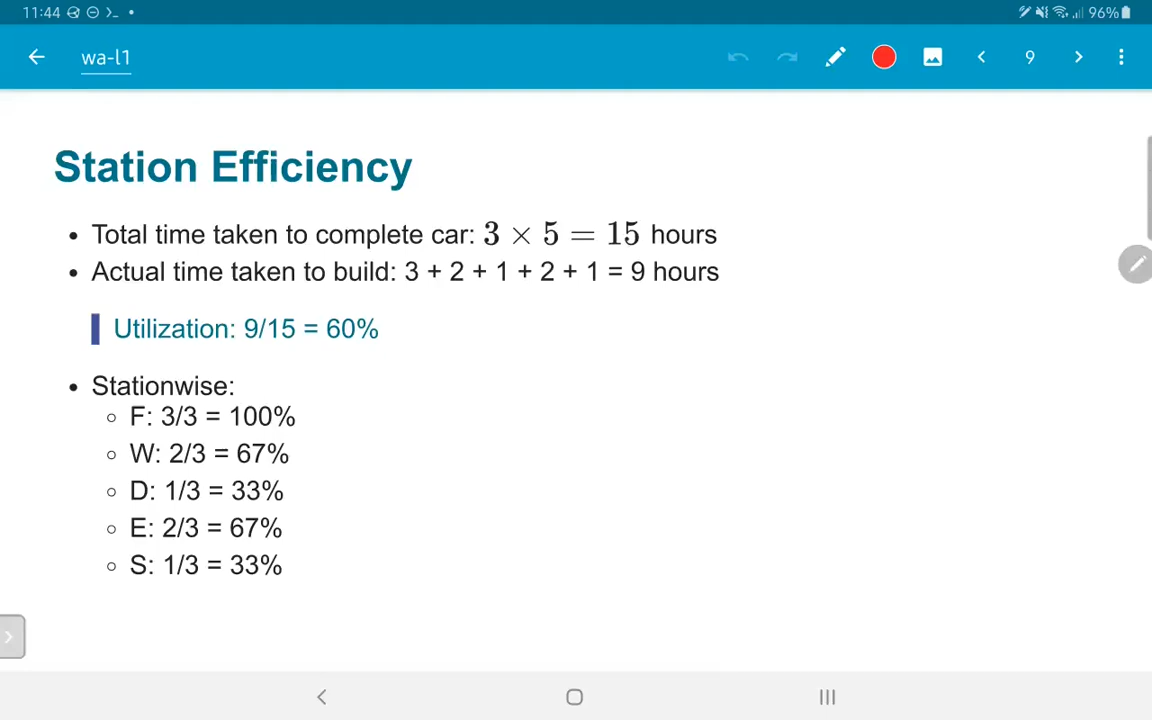 11:44 96%
wa-l1 9
Station Efficiency
• Total time taken to complete car: 3 × 5 = 15 hours
• Actual time taken to build: 3 + 2 + 1 + 2 + 1 = 9 hours
Utilization: 9/15 = 60%
• Stationwise:
◦ F: 3/3 = 100%
◦ W: 2/3 = 67%
◦ D: 1/3 = 33%
◦ E: 2/3 = 67%
◦ S: 1/3 = 33%